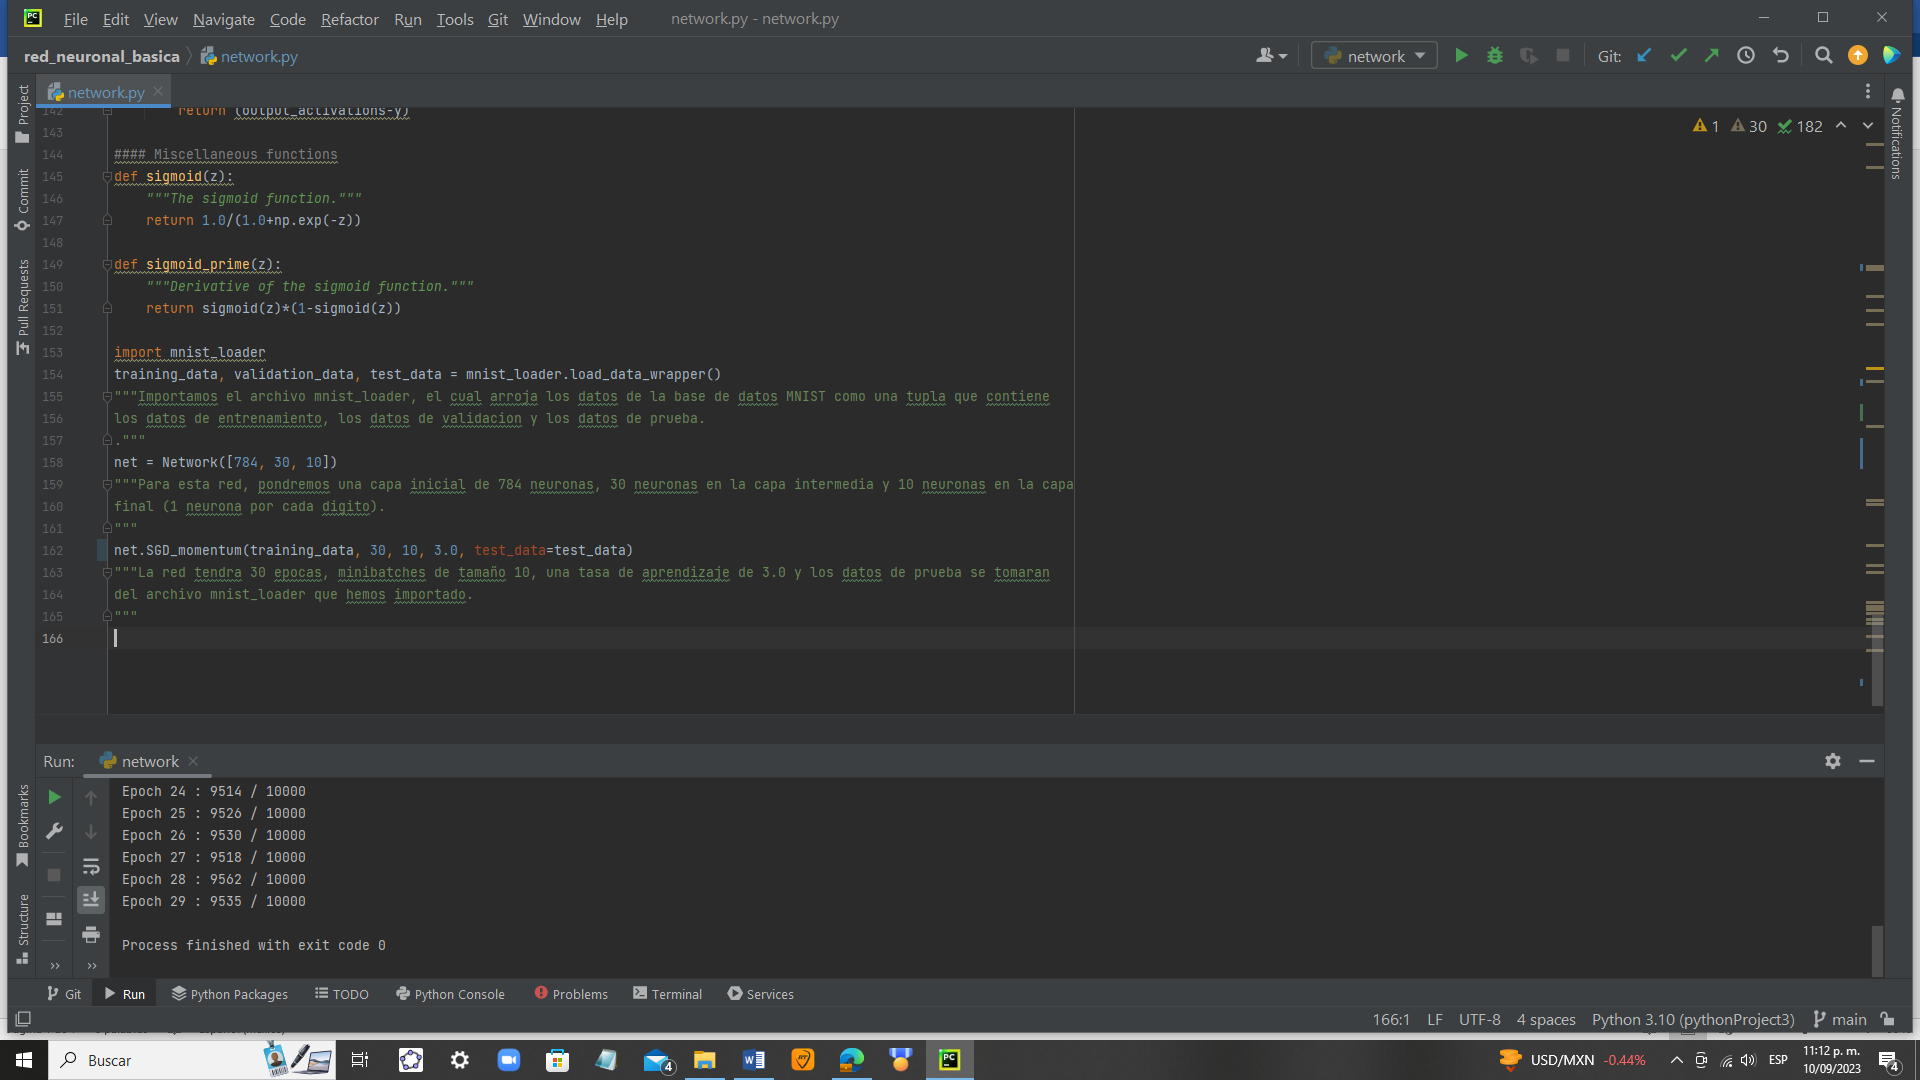 File Edit View Navigate Code Refactor Run Tools Git Window Help network.py - network.py
red_neuronal_basica network.py network Git:
network.py
Project
Commit
Pull Requests
Bookmarks
Structure
Notifications
1 30 182
142 return (output_activations-y)
143
144 #### Miscellaneous functions
145 def sigmoid(z):
146 """The sigmoid function."""
147 return 1.0/(1.0+np.exp(-z))
148
149 def sigmoid_prime(z):
150 """Derivative of the sigmoid function."""
151 return sigmoid(z)*(1-sigmoid(z))
152
153 import mnist_loader
154 training_data, validation_data, test_data = mnist_loader.load_data_wrapper()
155 """Importamos el archivo mnist_loader, el cual arroja los datos de la base de datos MNIST como una tupla que contiene
156 los datos de entrenamiento, los datos de validacion y los datos de prueba.
157 ."""
158 net = Network([784, 30, 10])
159 """Para esta red, pondremos una capa inicial de 784 neuronas, 30 neuronas en la capa intermedia y 10 neuronas en la capa
160 final (1 neurona por cada digito).
161 """
162 net.SGD_momentum(training_data, 30, 10, 3.0, test_data=test_data)
163 """La red tendra 30 epocas, minibatches de tamaño 10, una tasa de aprendizaje de 3.0 y los datos de prueba se tomaran
164 del archivo mnist_loader que hemos importado.
165 """
166
Run: network
Epoch 24 : 9514 / 10000
Epoch 25 : 9526 / 10000
Epoch 26 : 9530 / 10000
Epoch 27 : 9518 / 10000
Epoch 28 : 9562 / 10000
Epoch 29 : 9535 / 10000
Process finished with exit code 0
Git Run Python Packages TODO Python Console Problems Terminal Services
166:1 LF UTF-8 4 spaces Python 3.10 (pythonProject3) main
Buscar 4 USD/MXN -0.44% ESP 11:12 p. m.
10/09/2023 4